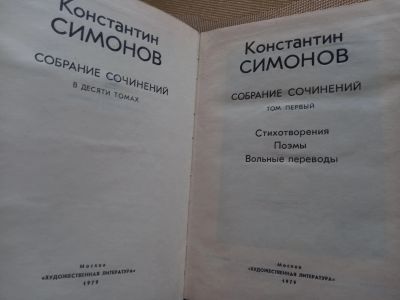 Константин
СИМОНОВ
СОБРАНИЕ СОЧИНЕНИЙ
В ДЕСЯТИ ТОМАХ
Москва
«ХУДОЖЕСТВЕННАЯ ЛИТЕРАТУРА»
1979
Константин
СИМОНОВ
СОБРАНИЕ СОЧИНЕНИЙ
ТОМ ПЕРВЫЙ
Стихотворения
Поэмы
Вольные переводы
Москва
«ХУДОЖЕСТВЕННАЯ ЛИТЕРАТУРА»
1979